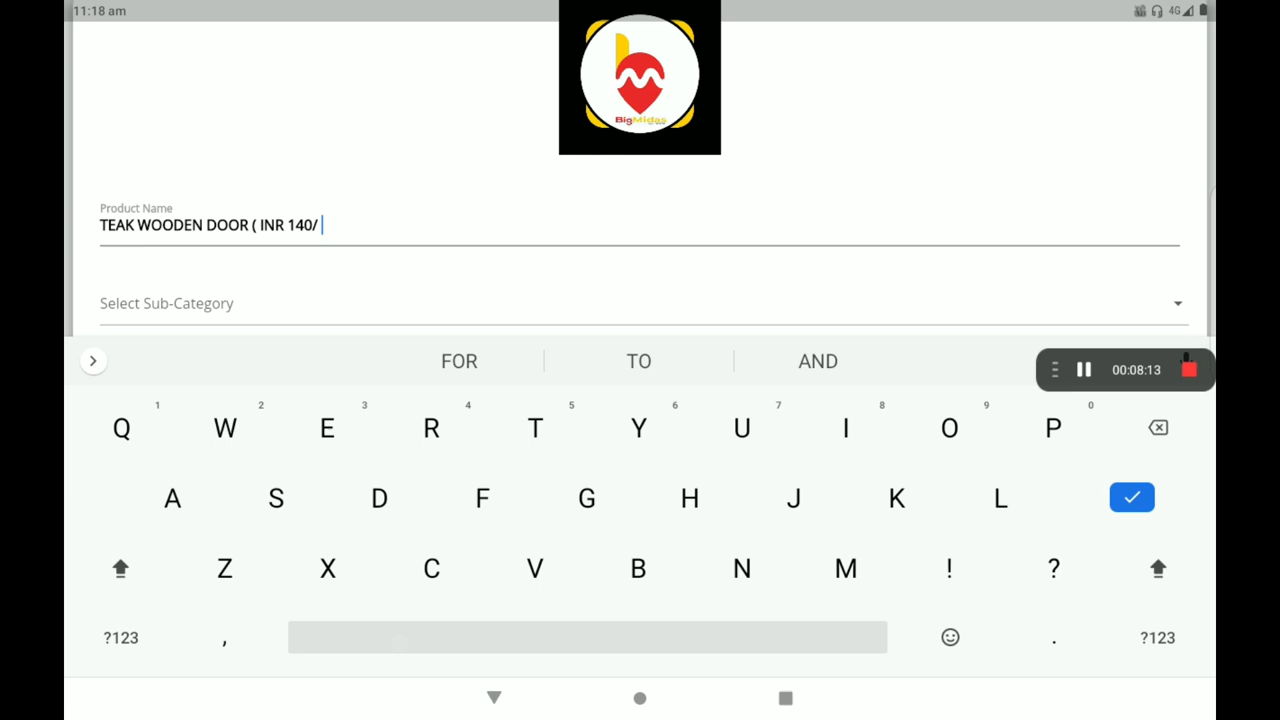 11:18 am
4G
BigMidas
Product Name
TEAK WOODEN DOOR ( INR 140/
Select Sub-Category
FOR TO AND
00:08:13
1 2 3 4 5 6 7 8 9 0
Q W E R T Y U I O P
A S D F G H J K L
Z X C V B N M ! ?
?123 , . ?123